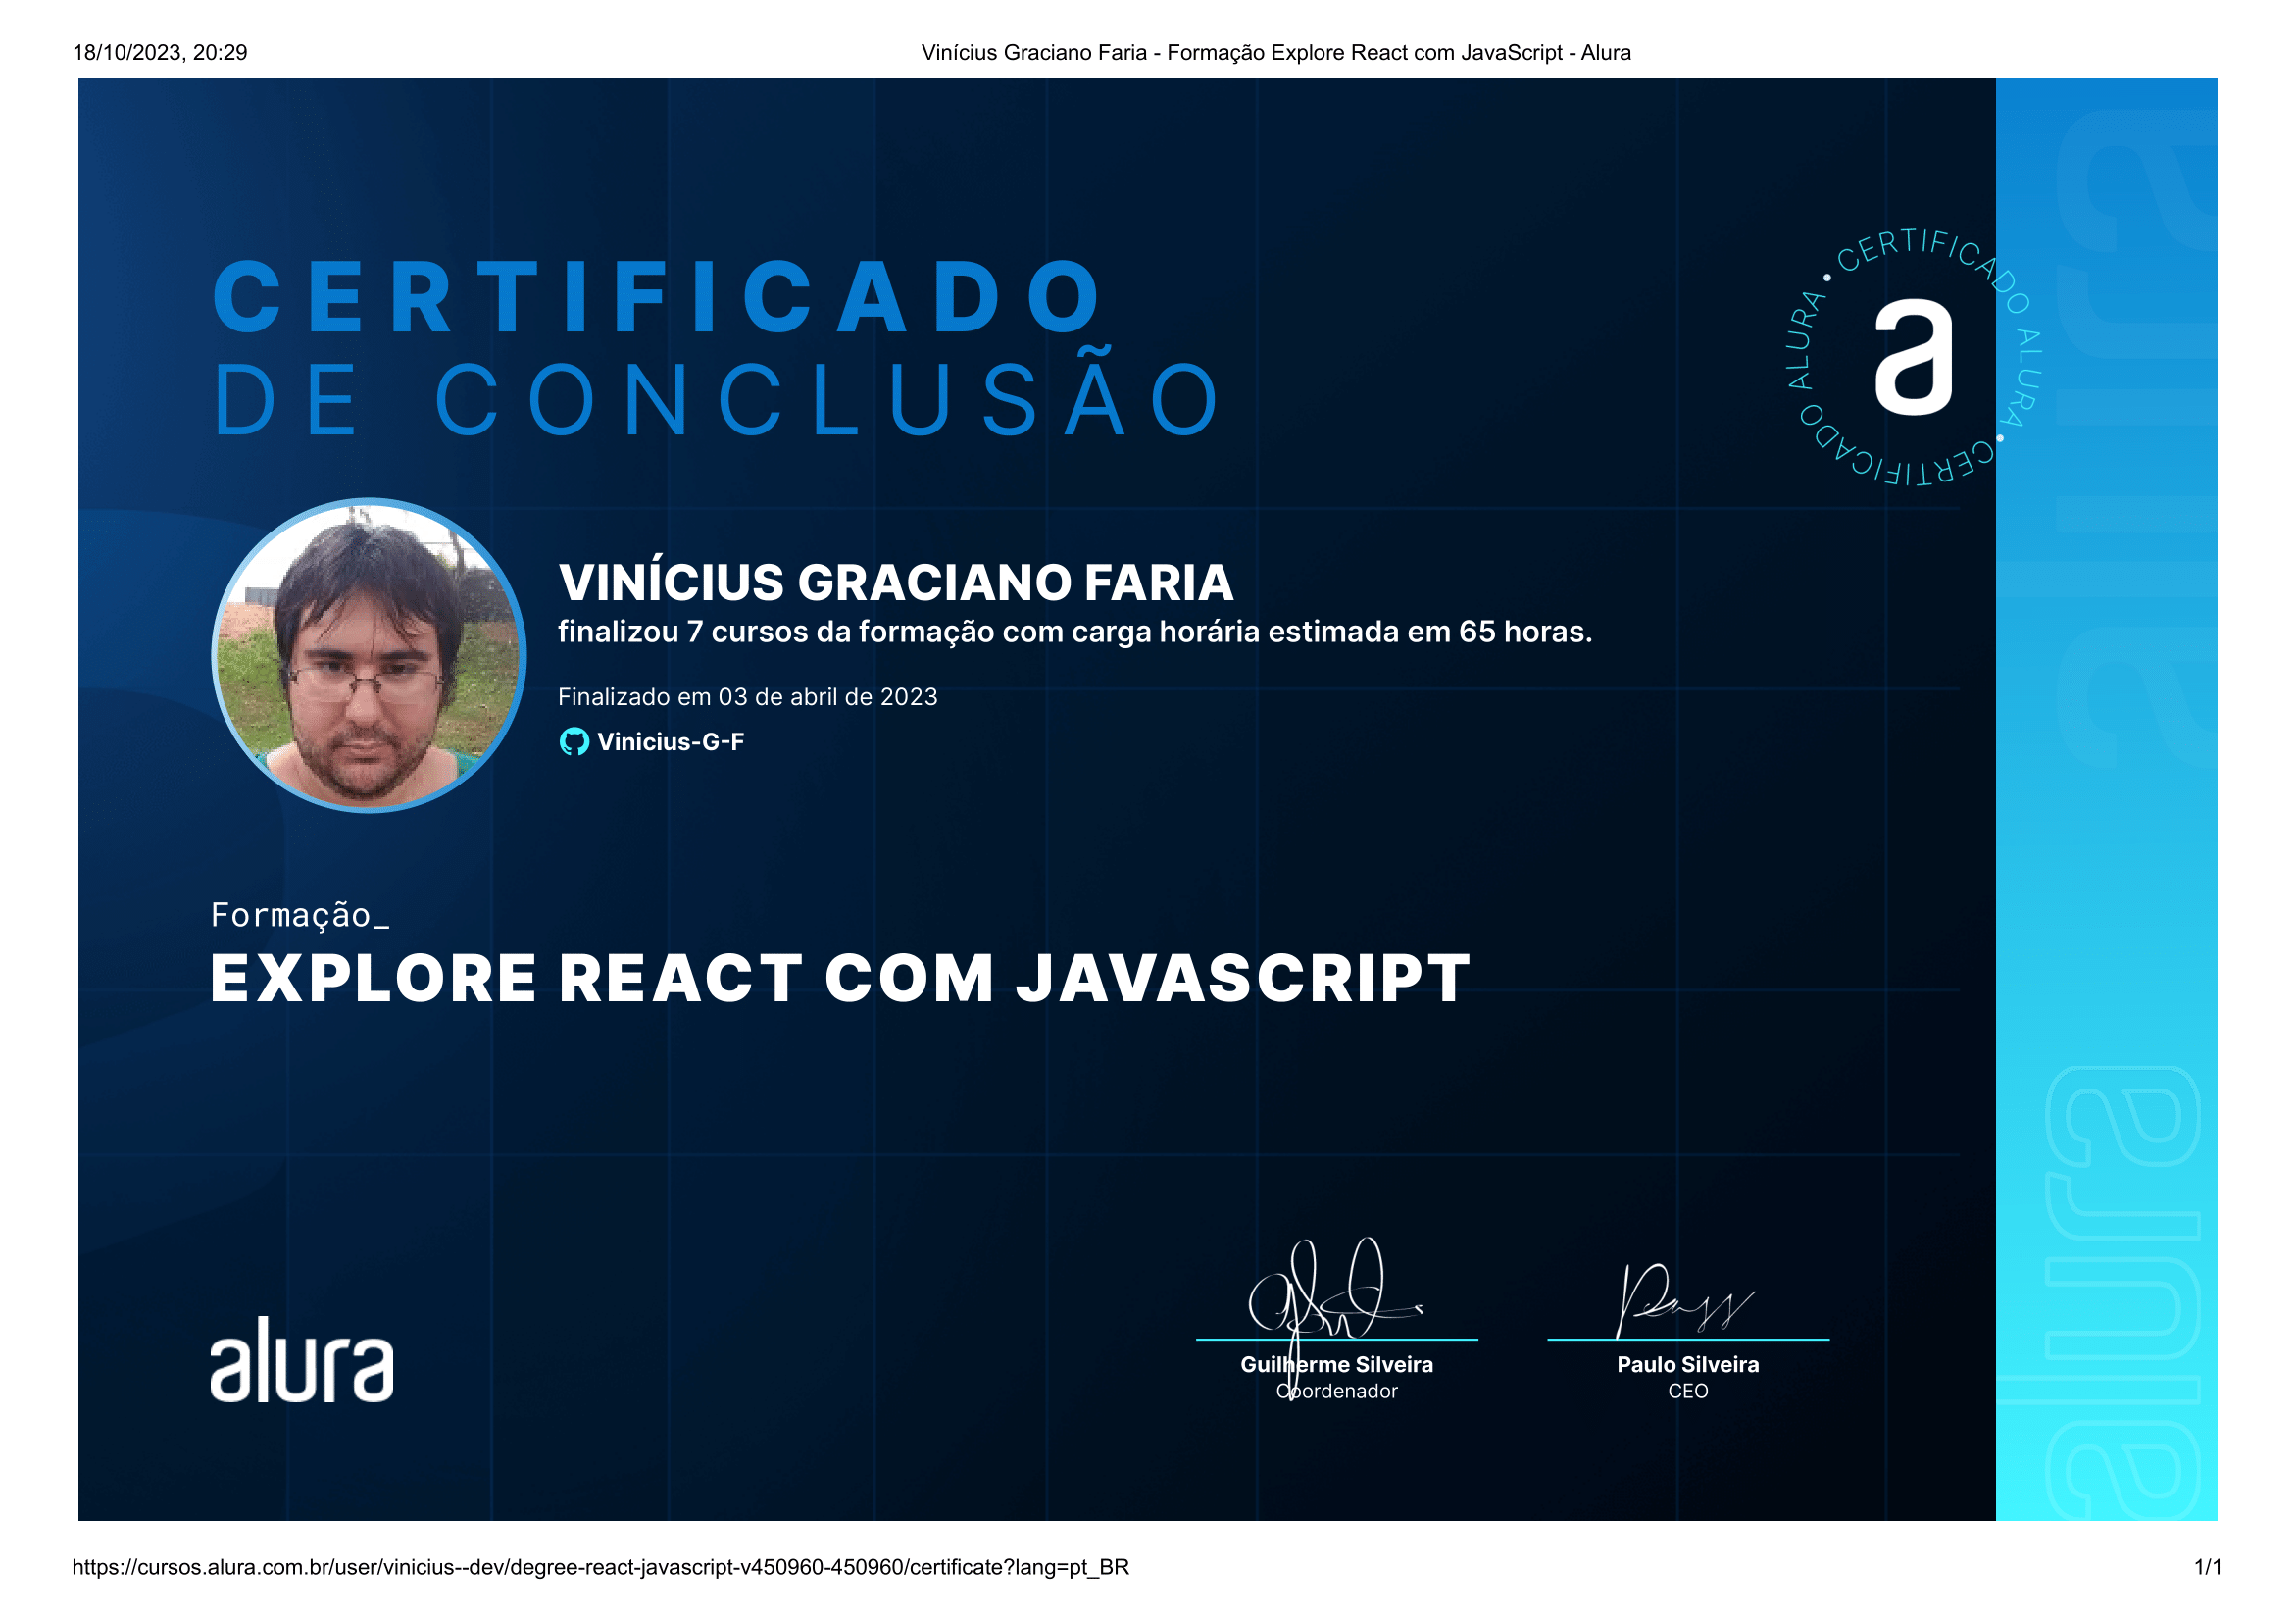 18/10/2023, 20:29
Vinícius Graciano Faria - Formação Explore React com JavaScript - Alura
CERTIFICADO
DE CONCLUSÃO
CERTIFICADO ALURA • CERTIFICADO ALURA •
a
VINÍCIUS GRACIANO FARIA
finalizou 7 cursos da formação com carga horária estimada em 65 horas.
Finalizado em 03 de abril de 2023
Vinicius-G-F
Formação_
EXPLORE REACT COM JAVASCRIPT
alura
Guilherme Silveira
Coordenador
Paulo Silveira
CEO
alura
alura
https://cursos.alura.com.br/user/vinicius--dev/degree-react-javascript-v450960-450960/certificate?lang=pt_BR
1/1